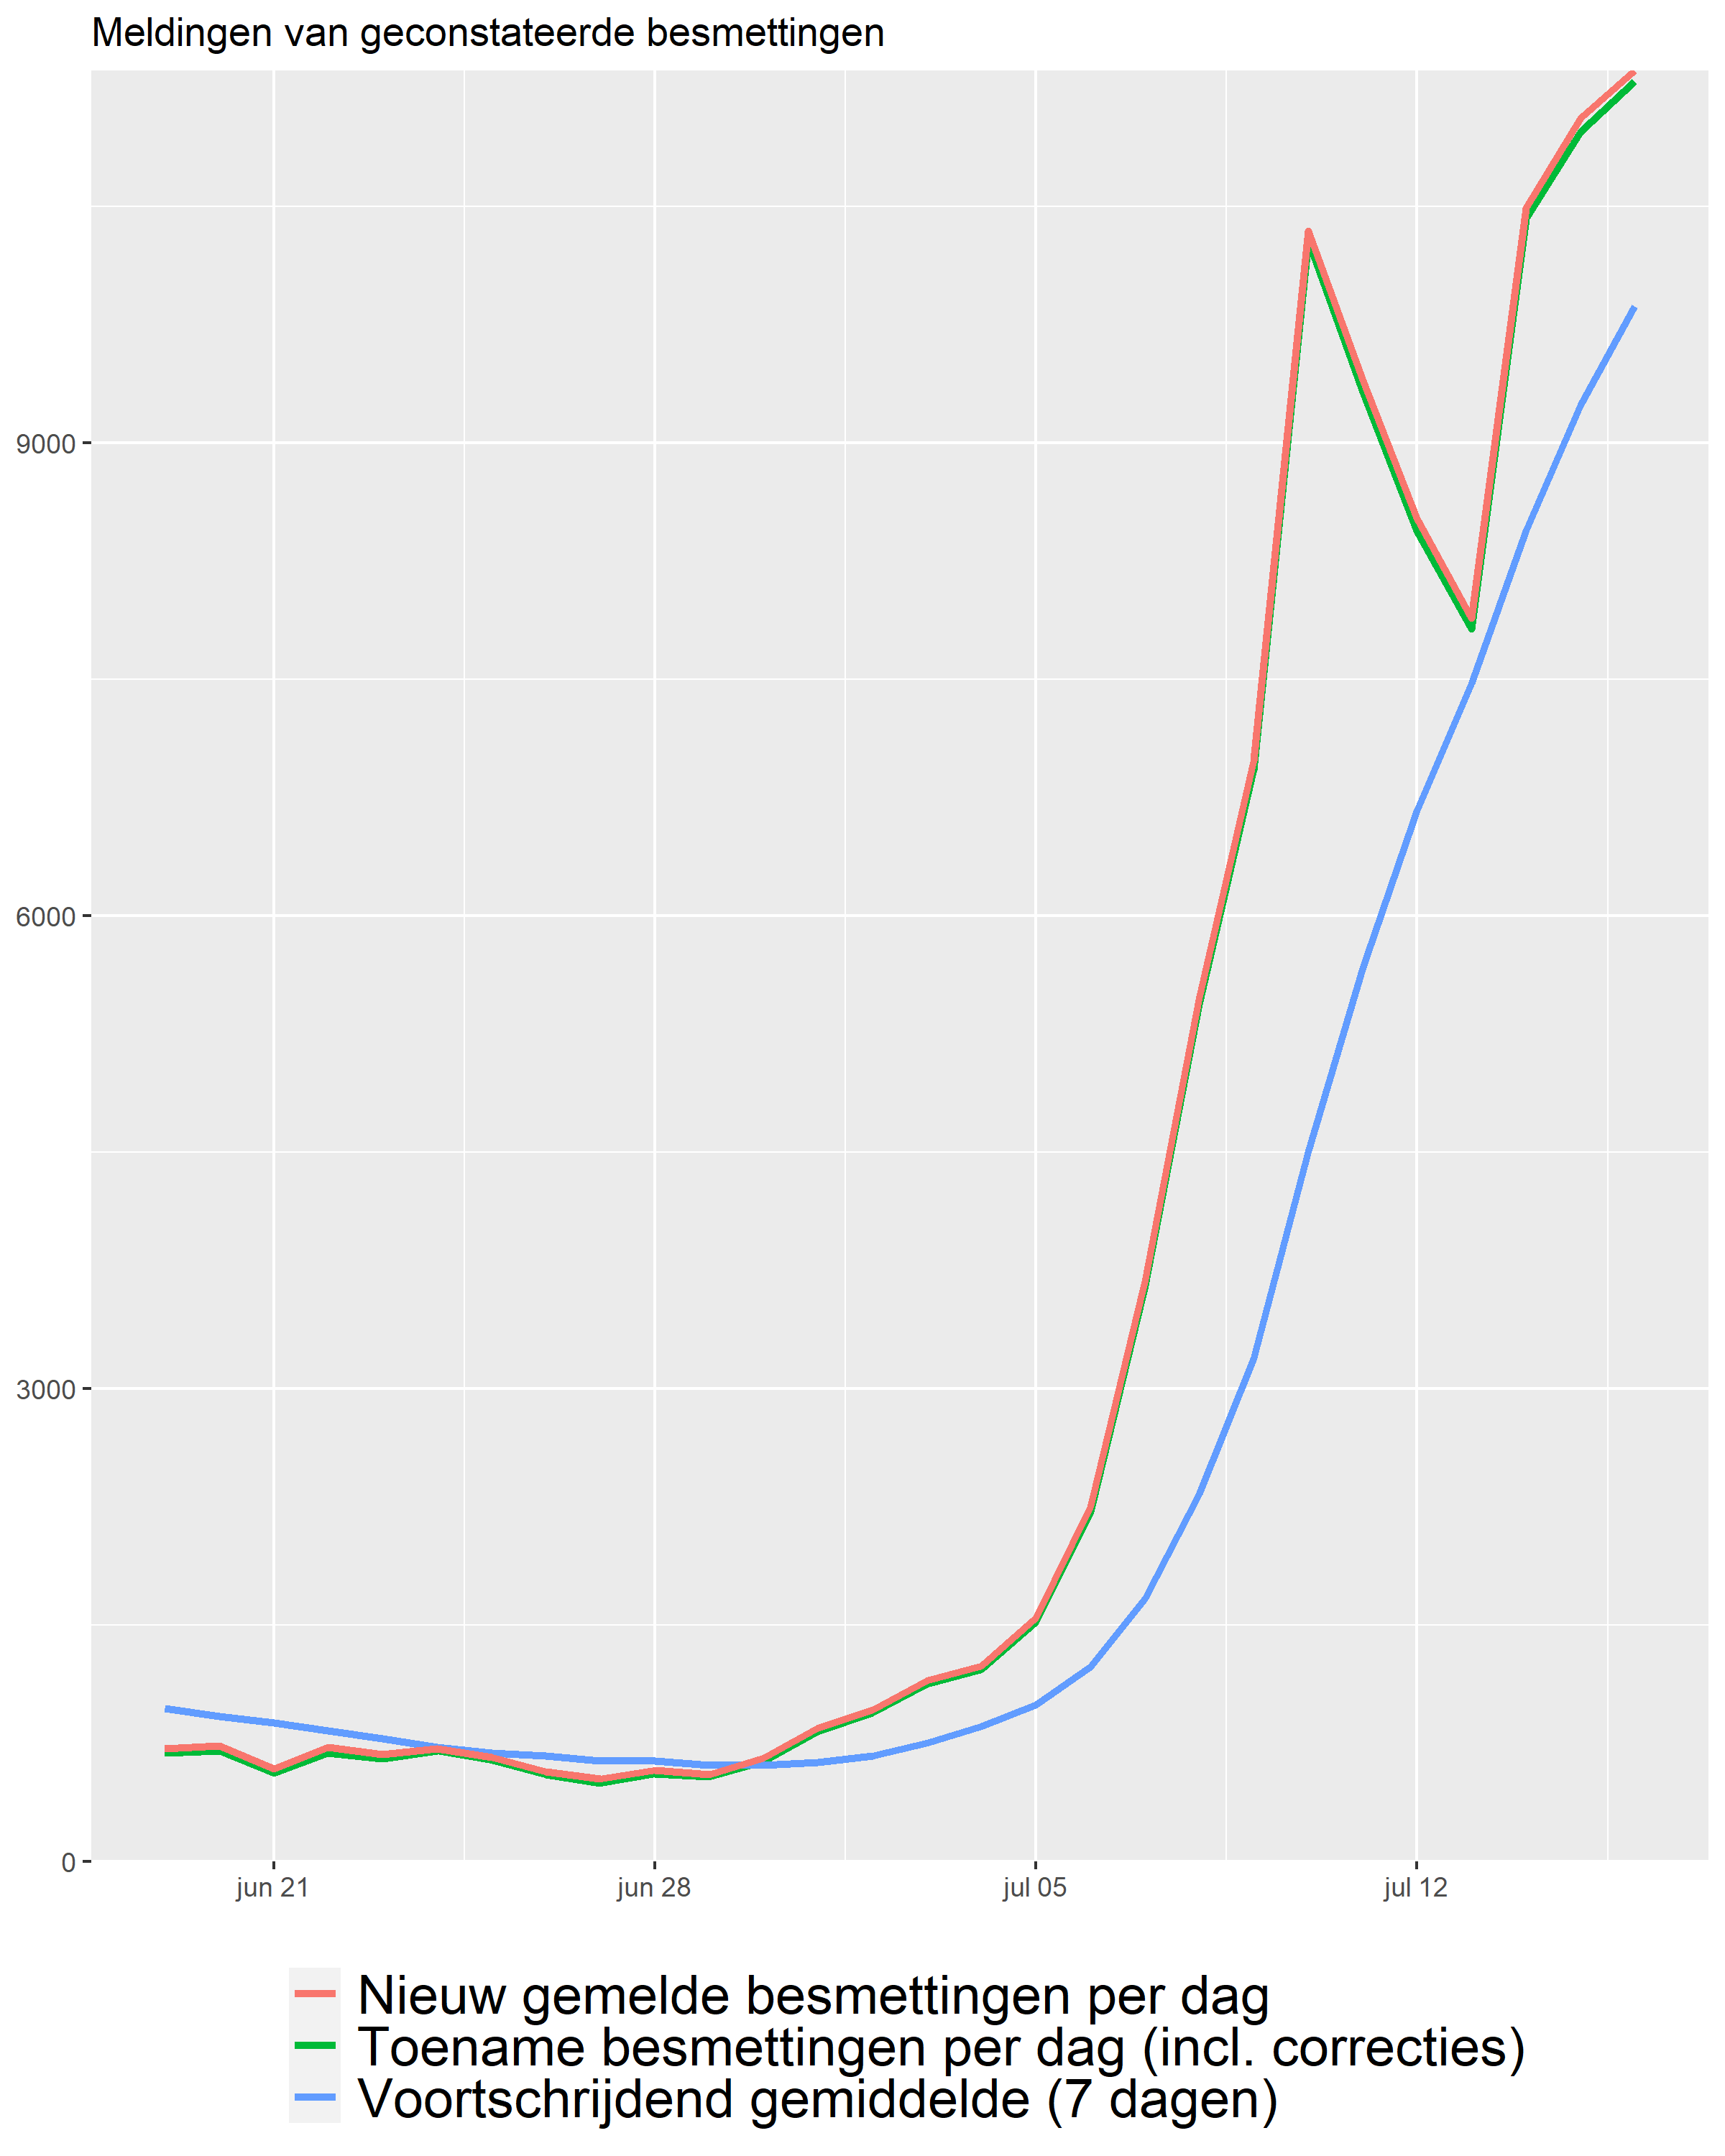 Meldingen van geconstateerde besmettingen
9000
6000
3000
0
jun 21 jun 28 jul 05 jul 12
Nieuw gemelde besmettingen per dag
Toename besmettingen per dag (incl. correcties)
Voortschrijdend gemiddelde (7 dagen)